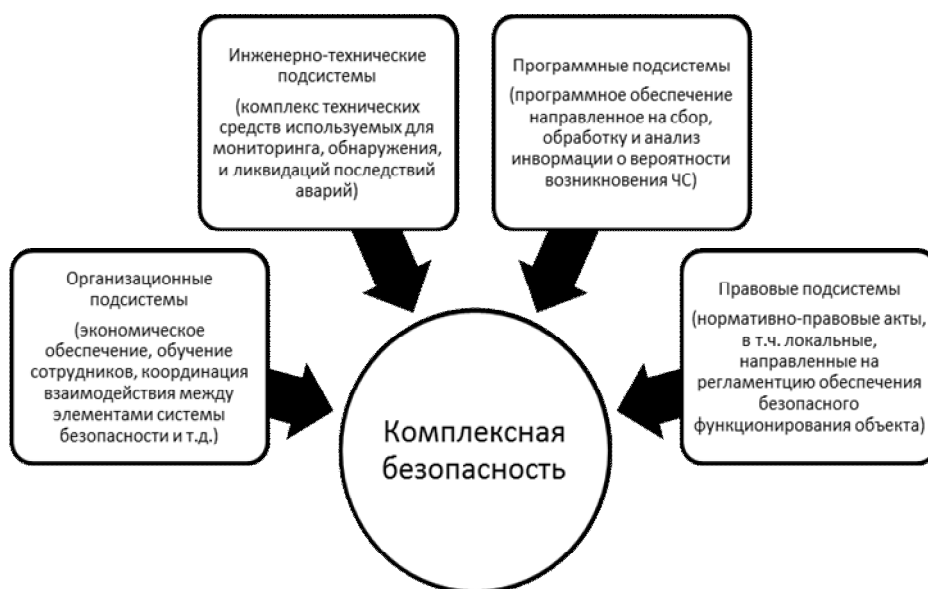 Инженерно-технические
подсистемы
(комплекс технических
средств используемых для
мониторинга, обнаружения,
и ликвидаций последствий
аварий)
Программные подсистемы
(программное обеспечение
направленное на сбор,
обработку и анализ
инвормации о вероятности
возникновения ЧС)
Организационные
подсистемы
(экономическое
обеспечение, обучение
сотрудников, координация
взаимодействия между
элементами системы
безопасности и т.д.)
Правовые подсистемы
(нормативно-правовые акты,
в т.ч. локальные,
направленные на
регламентцию обеспечения
безопасного
функционирования объекта)
Комплексная
безопасность